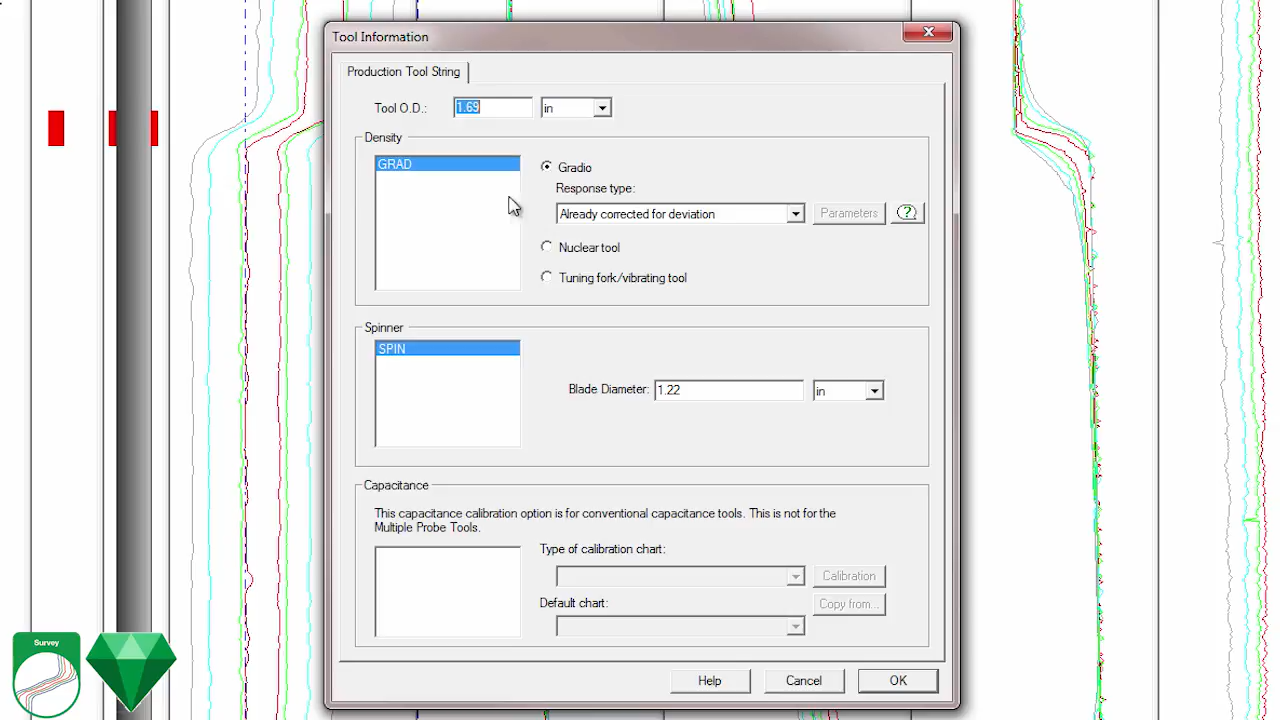 Tool Information
Production Tool String
Tool O.D.: 1.69 in
Density
GRAD
Gradio
Response type:
Already corrected for deviation
Parameters
Nuclear tool
Tuning fork/vibrating tool
Spinner
SPIN
Blade Diameter: 1.22 in
Capacitance
This capacitance calibration option is for conventional capacitance tools. This is not for the
Multiple Probe Tools.
Type of calibration chart:
Calibration
Default chart:
Copy from...
Survey
Help Cancel OK